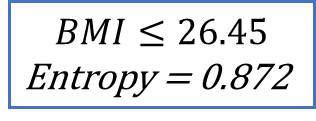 BMI ≤ 26.45
Entropy = 0.872